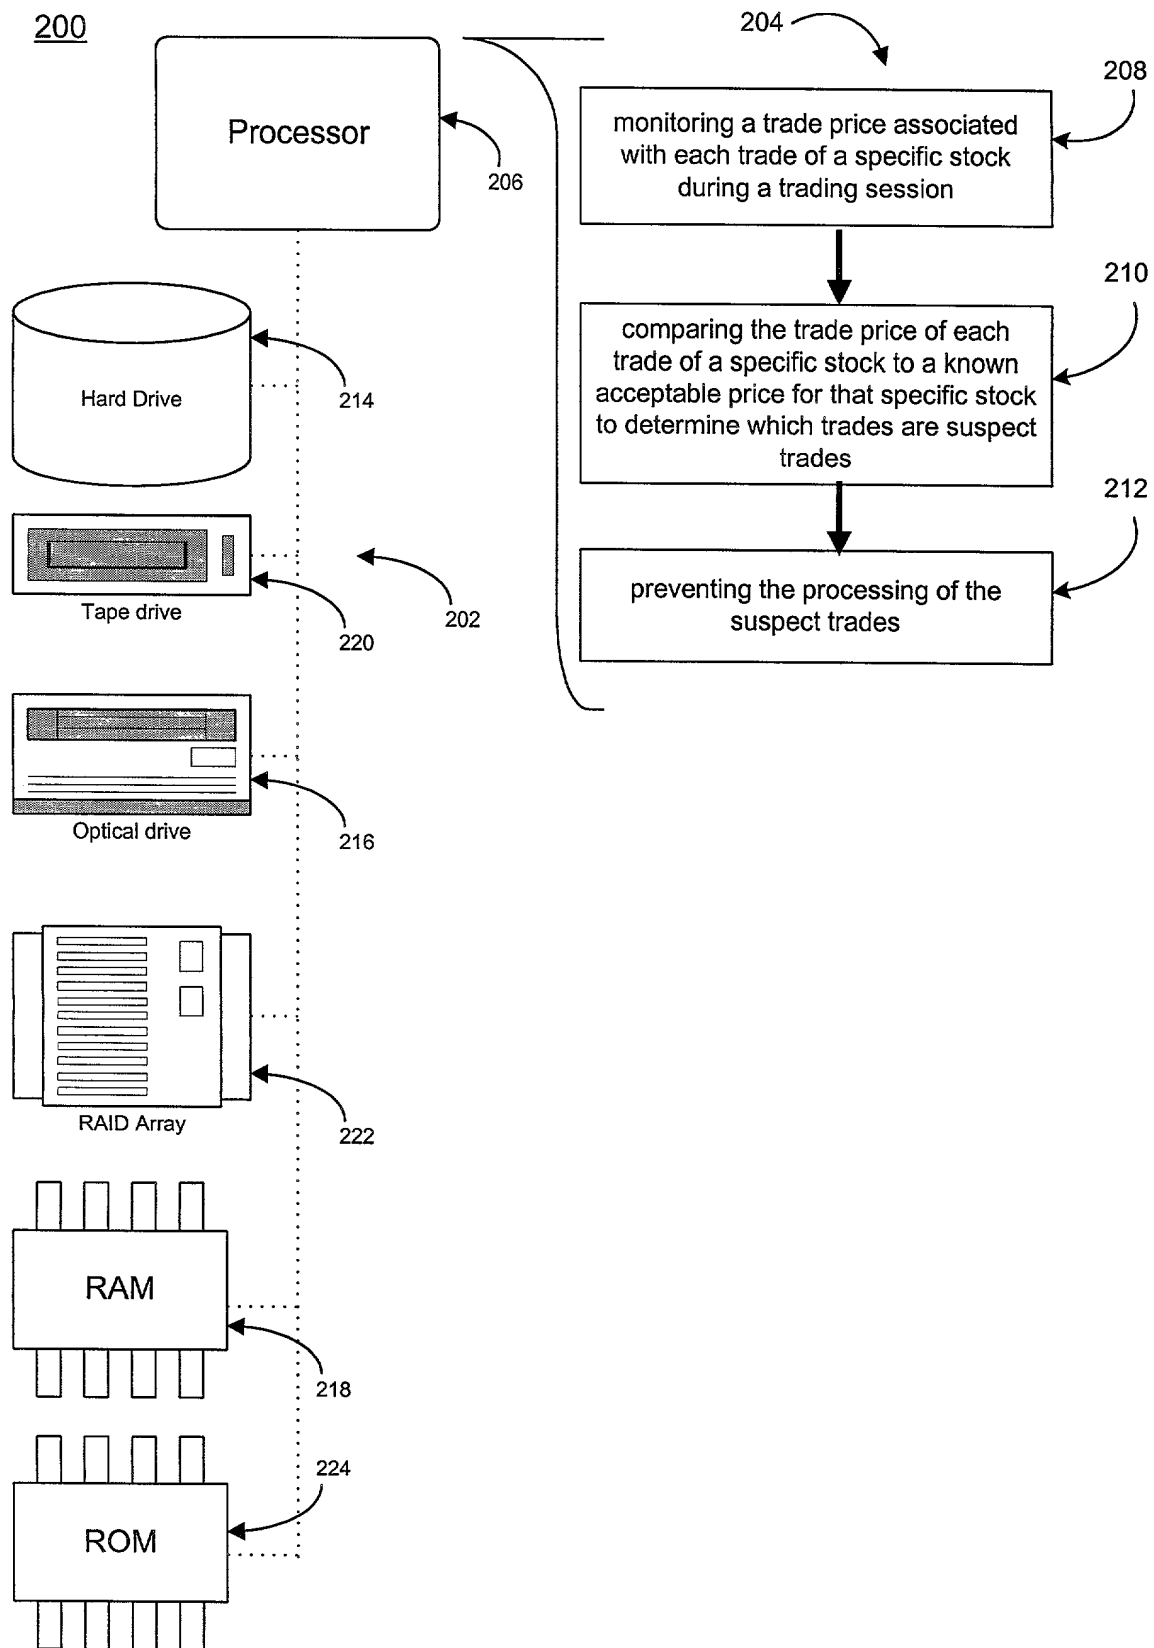 200
204
208
Processor
206
monitoring a trade price associated
with each trade of a specific stock
during a trading session
210
Hard Drive
214
comparing the trade price of each
trade of a specific stock to a known
acceptable price for that specific stock
to determine which trades are suspect
trades
212
Tape drive
220
202
preventing the processing of the
suspect trades
Optical drive
216
RAID Array
222
RAM
218
224
ROM